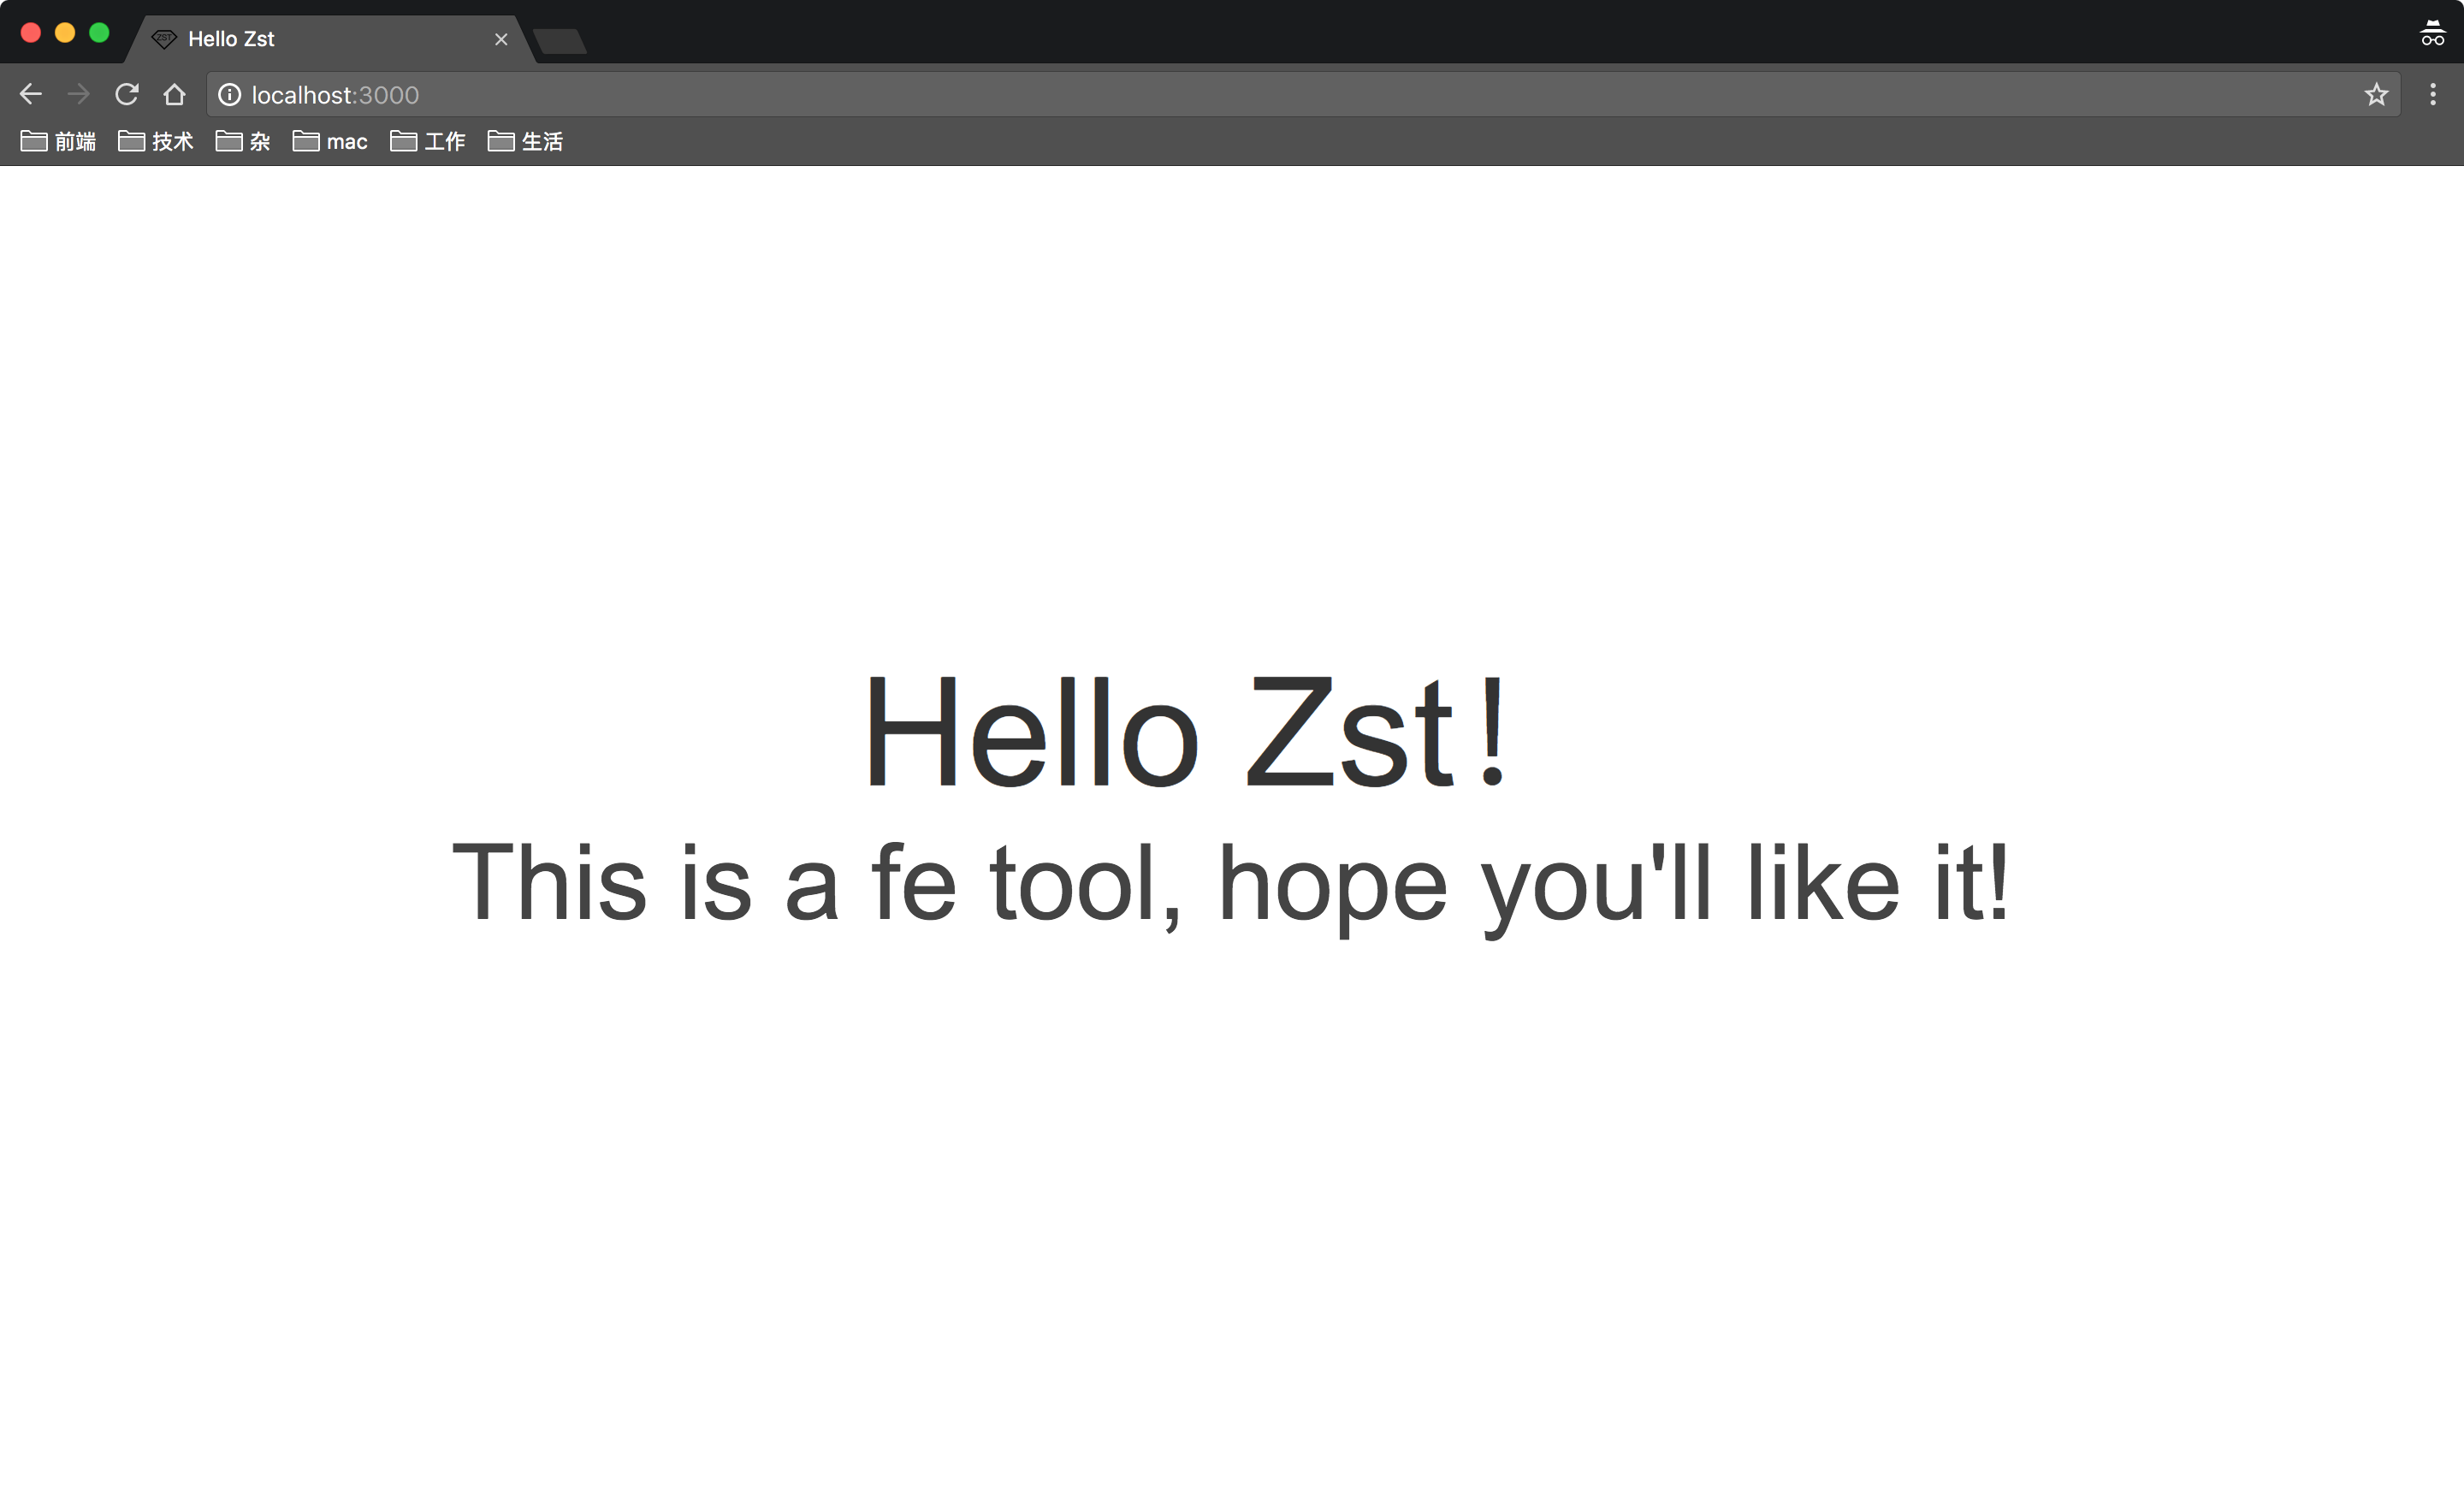 ZST Hello Zst
localhost:3000
前端 技术 杂 mac 工作 生活
Hello Zst！
This is a fe tool, hope you'll like it!